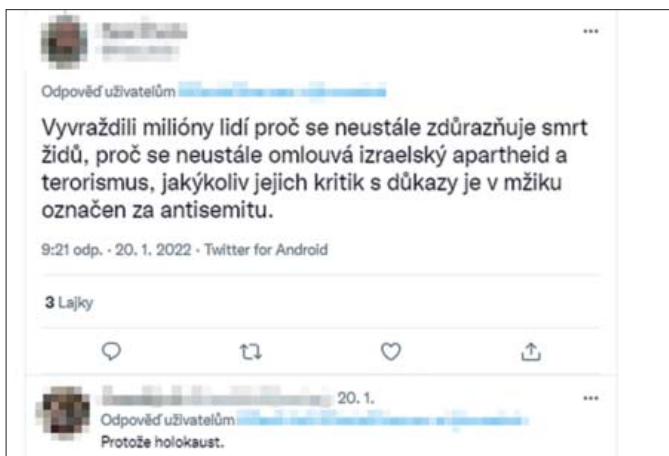 Odpověď uživatelům
Vyvraždili milióny lidí proč se neustále zdůrazňuje smrt
židů, proč se neustále omlouvá izraelský apartheid a
terorismus, jakýkoliv jejich kritik s důkazy je v mžiku
označen za antisemitu.
9:21 odp. · 20. 1. 2022 · Twitter for Android
3 Lajky
20. 1.
Odpověď uživatelům
Protože holokaust.